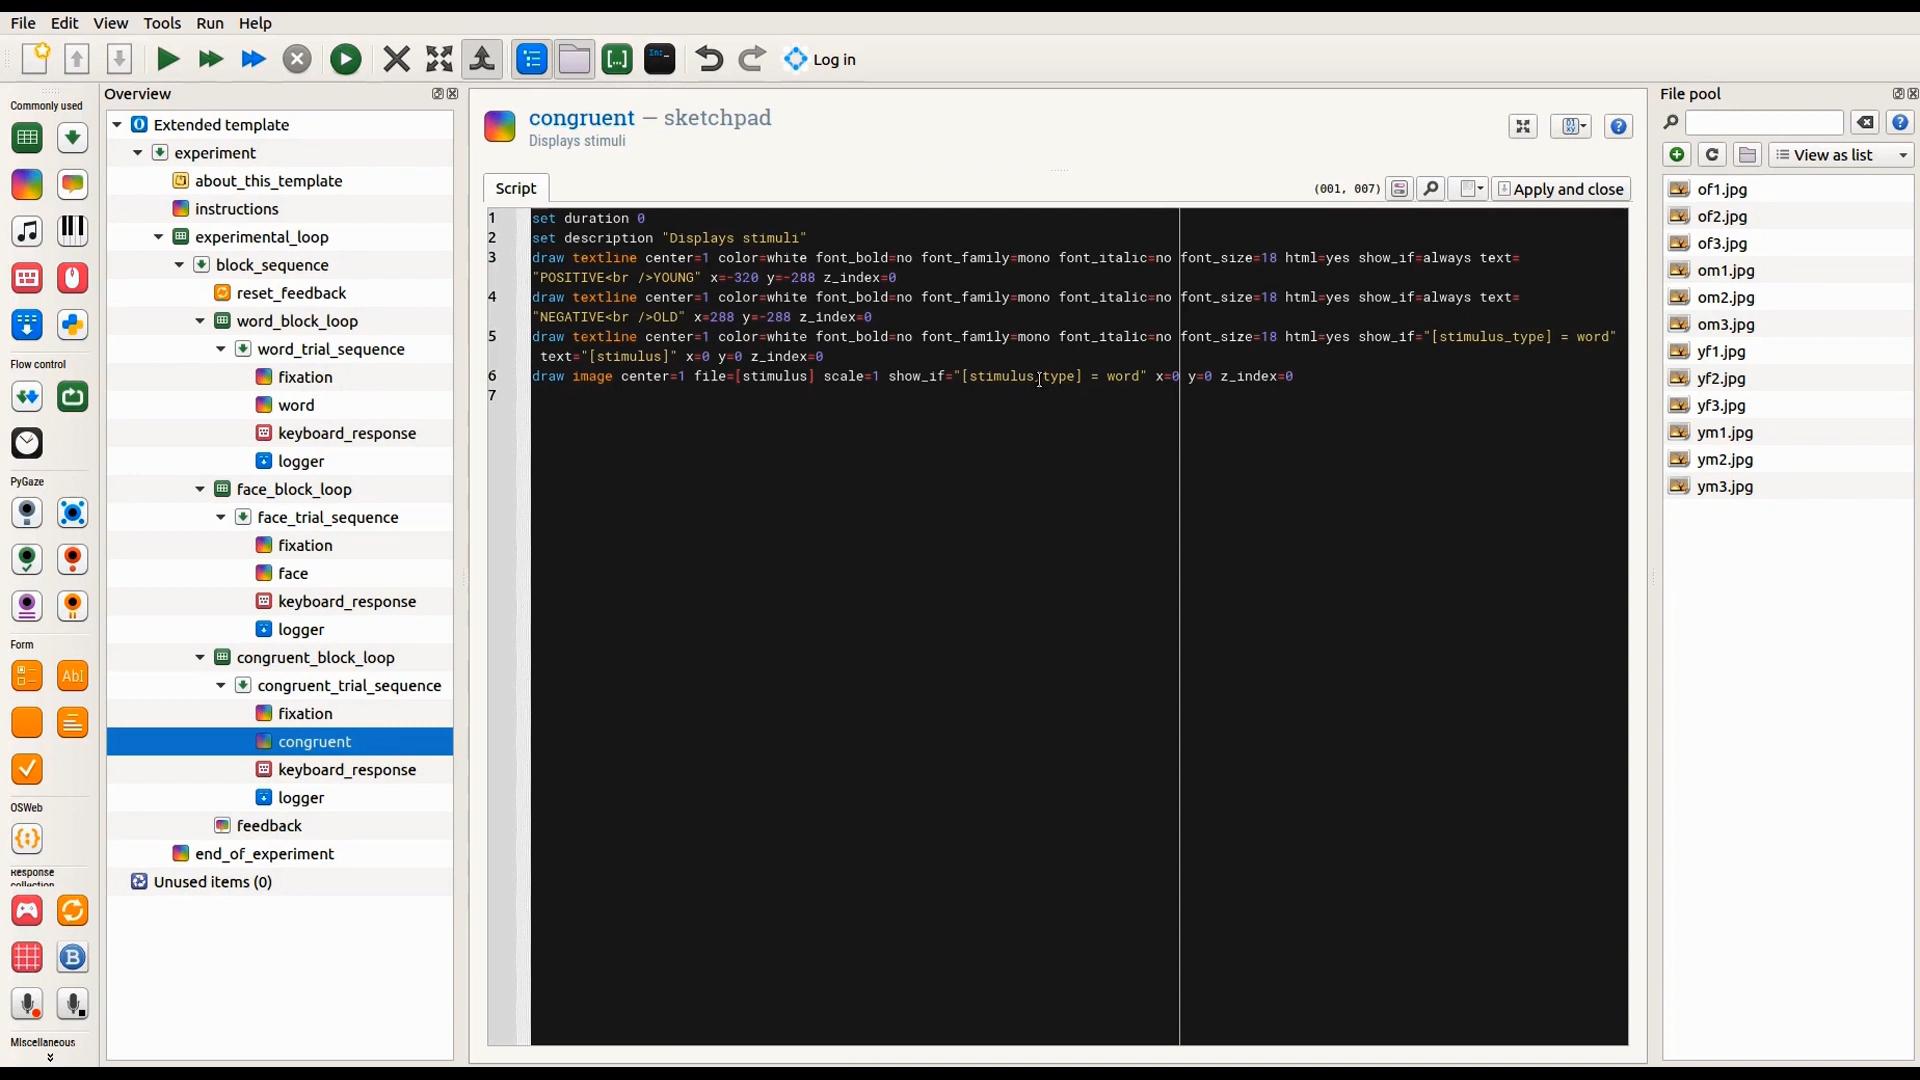 File Edit View Tools Run Help
Log in
Commonly used
Flow control
PyGaze
Form
AbI
OSWeb
Response
collection
Miscellaneous
Overview
Extended template
experiment
about_this_template
instructions
experimental_loop
block_sequence
reset_feedback
word_block_loop
word_trial_sequence
fixation
word
keyboard_response
logger
face_block_loop
face_trial_sequence
fixation
face
keyboard_response
logger
congruent_block_loop
congruent_trial_sequence
fixation
congruent
keyboard_response
logger
feedback
end_of_experiment
Unused items (0)
congruent — sketchpad
Displays stimuli
Script
(001, 007)
Apply and close
1 set duration 0
2 set description "Displays stimuli"
3 draw textline center=1 color=white font_bold=no font_family=mono font_italic=no font_size=18 html=yes show_if=always text=
"POSITIVE<br />YOUNG" x=-320 y=-288 z_index=0
4 draw textline center=1 color=white font_bold=no font_family=mono font_italic=no font_size=18 html=yes show_if=always text=
"NEGATIVE<br />OLD" x=288 y=-288 z_index=0
5 draw textline center=1 color=white font_bold=no font_family=mono font_italic=no font_size=18 html=yes show_if="[stimulus_type] = word"
text="[stimulus]" x=0 y=0 z_index=0
6 draw image center=1 file=[stimulus] scale=1 show_if="[stimulus_type] = word" x=0 y=0 z_index=0
7
File pool
View as list
of1.jpg
of2.jpg
of3.jpg
om1.jpg
om2.jpg
om3.jpg
yf1.jpg
yf2.jpg
yf3.jpg
ym1.jpg
ym2.jpg
ym3.jpg